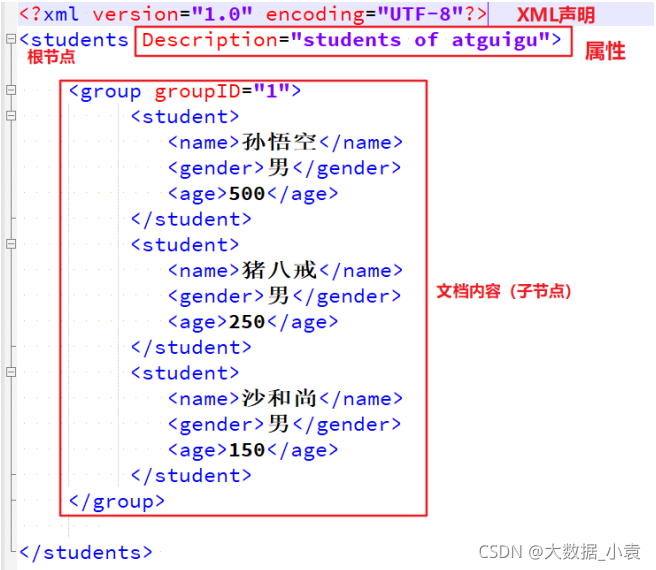 <?xml version="1.0" encoding="UTF-8"?> XML声明
<students Description="students of atguigu"> 属性
根节点
<group groupID="1">
<student>
<name>孙悟空</name>
<gender>男</gender>
<age>500</age>
</student>
<student>
<name>猪八戒</name>
<gender>男</gender>
<age>250</age>
</student>
文档内容（子节点）
<student>
<name>沙和尚</name>
<gender>男</gender>
<age>150</age>
</student>
</group>
</students>
CSDN @大数据_小袁